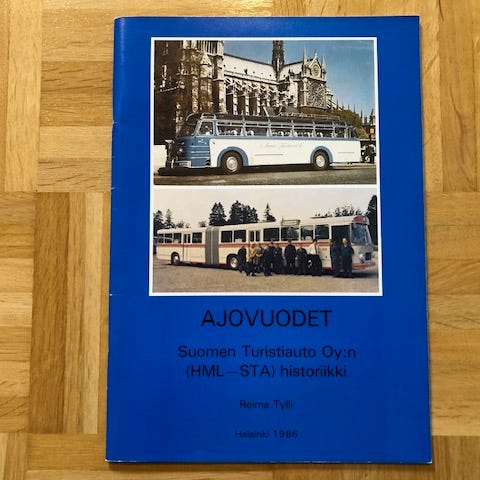 AJOVUODET
Suomen Turistiauto Oy:n
(HML–STA) historiikki
Reima Tylli
Helsinki 1986